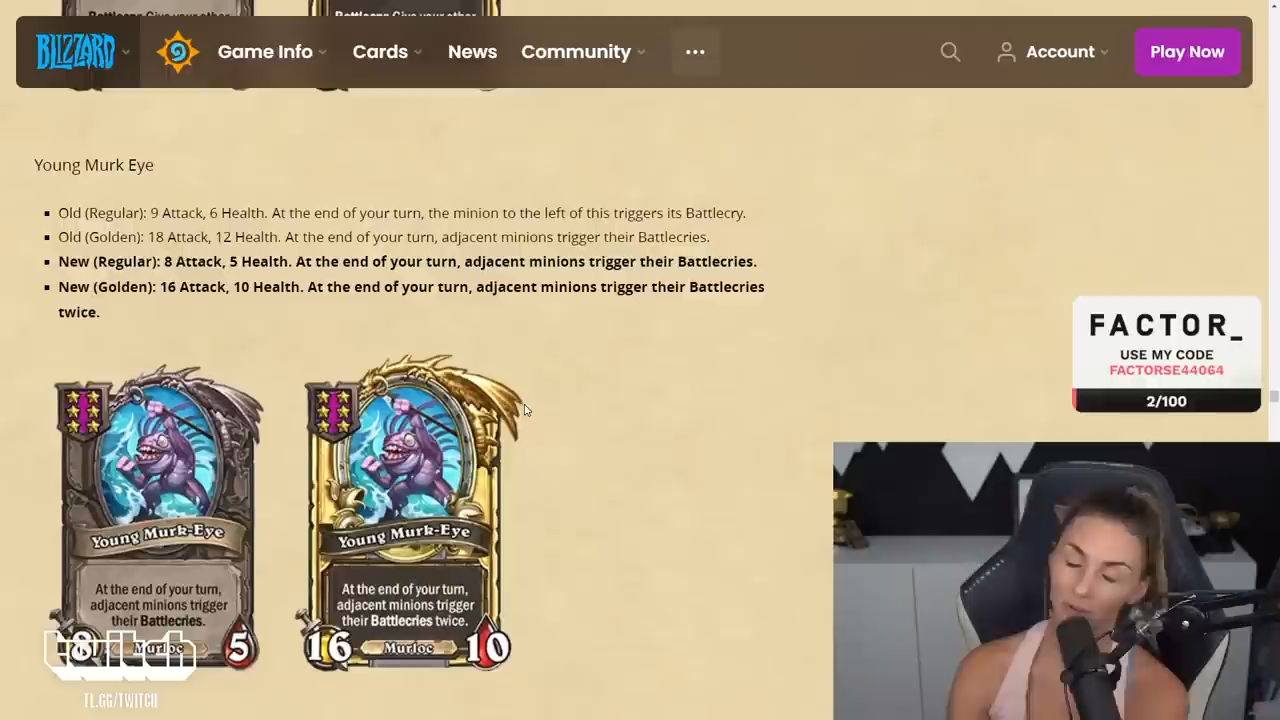 BLIZZARD
Game Info
Cards
News
Community
Account
Play Now
Young Murk Eye
Old (Regular): 9 Attack, 6 Health. At the end of your turn, the minion to the left of this triggers its Battlecry.
Old (Golden): 18 Attack, 12 Health. At the end of your turn, adjacent minions trigger their Battlecries.
New (Regular): 8 Attack, 5 Health. At the end of your turn, adjacent minions trigger their Battlecries.
New (Golden): 16 Attack, 10 Health. At the end of your turn, adjacent minions trigger their Battlecries
twice.
FACTOR_
USE MY CODE
FACTORSE44064
2/100
Young Murk-Eye
At the end of your turn,
adjacent minions trigger
their Battlecries.
8
Murloc
5
Young Murk-Eye
At the end of your turn,
adjacent minions trigger
their Battlecries twice.
16
Murloc
10
twitch
TL.GG/TWITCH